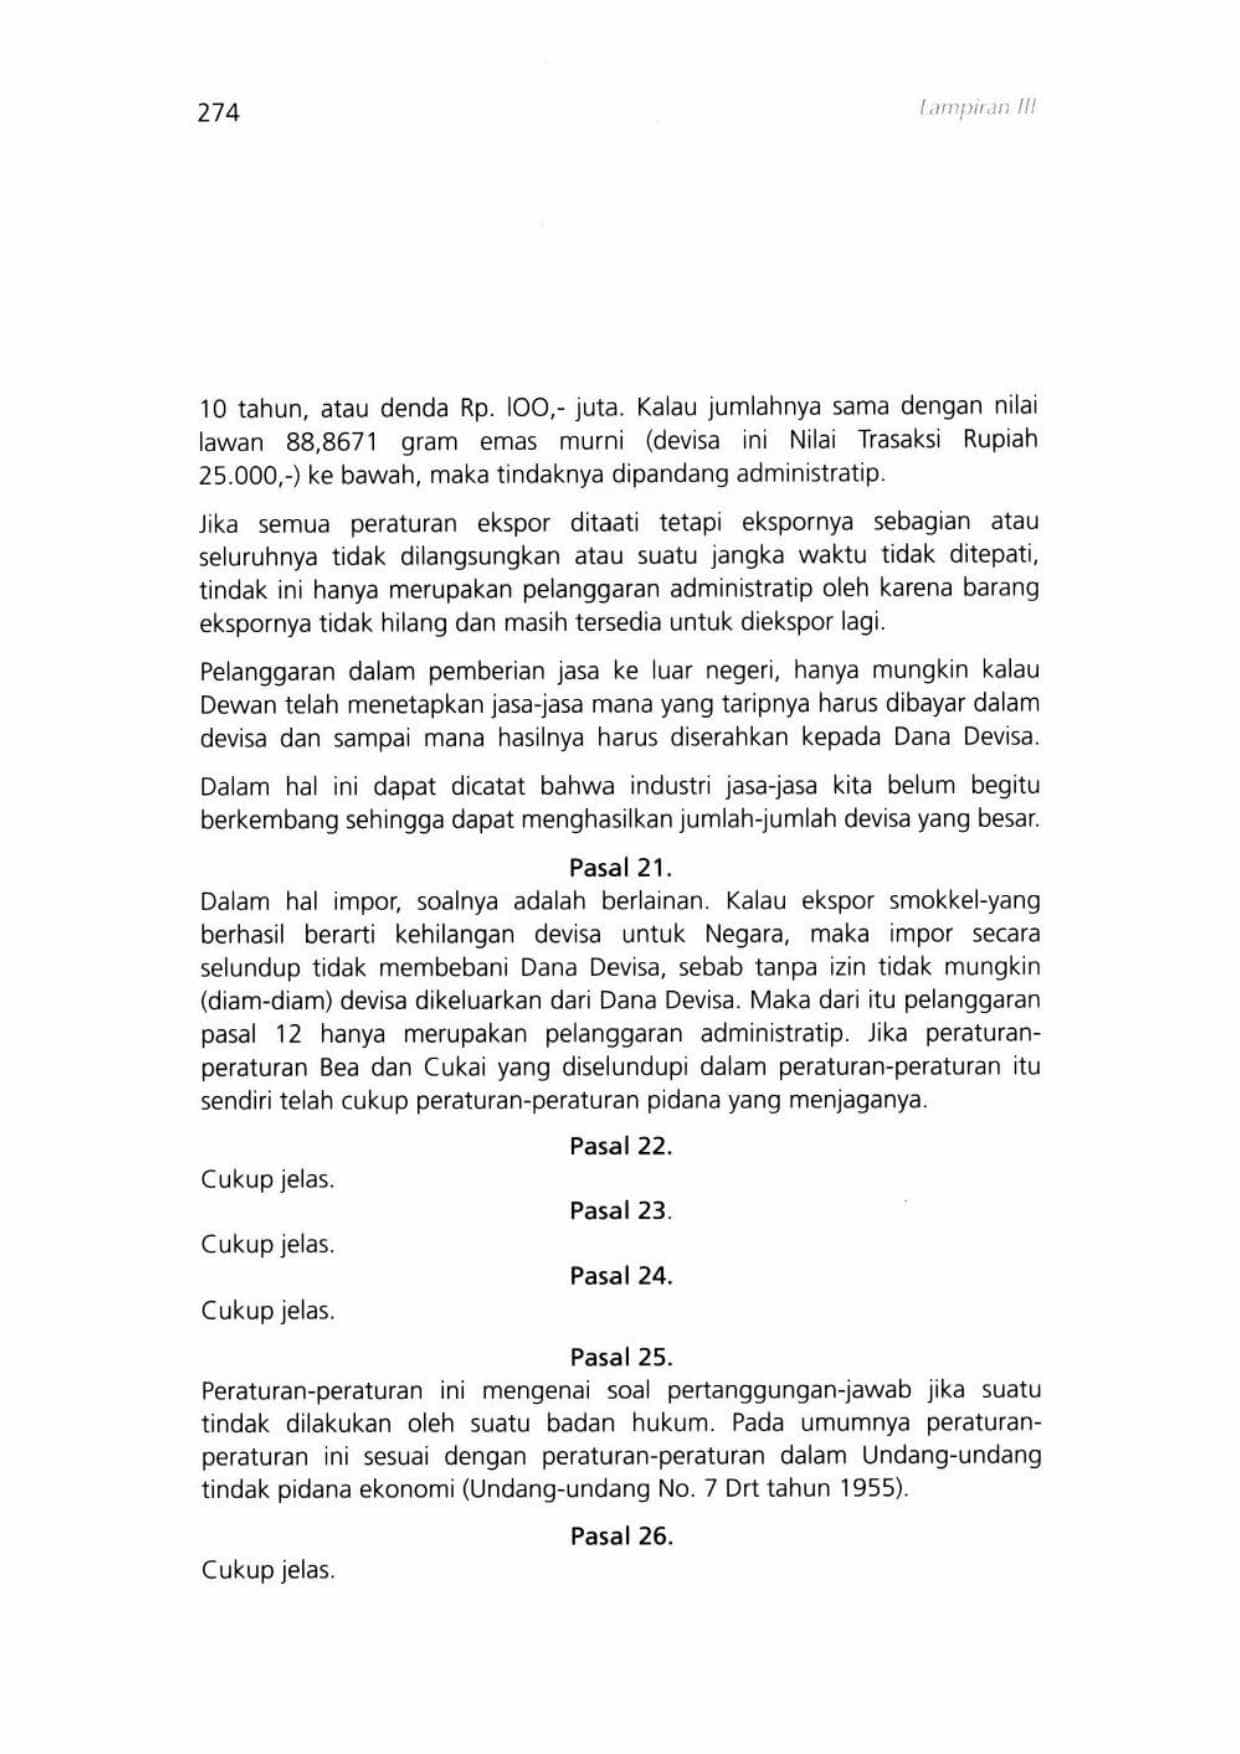 274
Lampiran III
10 tahun, atau denda Rp. lOO,- juta. Kalau jumlahnya sama dengan nilai
lawan 88,8671 gram emas murni (devisa ini Nilai Trasaksi Rupiah
25.000,-) ke bawah, maka tindaknya dipandang administratip.
Jika semua peraturan ekspor ditaati tetapi ekspornya sebagian atau
seluruhnya tidak dilangsungkan atau suatu jangka waktu tidak ditepati,
tindak ini hanya merupakan pelanggaran administratip oleh karena barang
ekspornya tidak hilang dan masih tersedia untuk diekspor lagi.
Pelanggaran dalam pemberian jasa ke luar negeri, hanya mungkin kalau
Dewan telah menetapkan jasa-jasa mana yang taripnya harus dibayar dalam
devisa dan sampai mana hasilnya harus diserahkan kepada Dana Devisa.
Dalam hal ini dapat dicatat bahwa industri jasa-jasa kita belum begitu
berkembang sehingga dapat menghasilkan jumlah-jumlah devisa yang besar.
Pasal 21.
Dalam hal impor, soalnya adalah berlainan. Kalau ekspor smokkel-yang
berhasil berarti kehilangan devisa untuk Negara, maka impor secara
selundup tidak membebani Dana Devisa, sebab tanpa izin tidak mungkin
(diam-diam) devisa dikeluarkan dari Dana Devisa. Maka dari itu pelanggaran
pasal 12 hanya merupakan pelanggaran administratip. Jika peraturan-
peraturan Bea dan Cukai yang diselundupi dalam peraturan-peraturan itu
sendiri telah cukup peraturan-peraturan pidana yang menjaganya.
Pasal 22.
Cukup jelas.
Pasal 23.
Cukup jelas.
Pasal 24.
Cukup jelas.
Pasal 25.
Peraturan-peraturan ini mengenai soal pertanggungan-jawab jika suatu
tindak dilakukan oleh suatu badan hukum. Pada umumnya peraturan-
peraturan ini sesuai dengan peraturan-peraturan dalam Undang-undang
tindak pidana ekonomi (Undang-undang No. 7 Drt tahun 1955).
Pasal 26.
Cukup jelas.